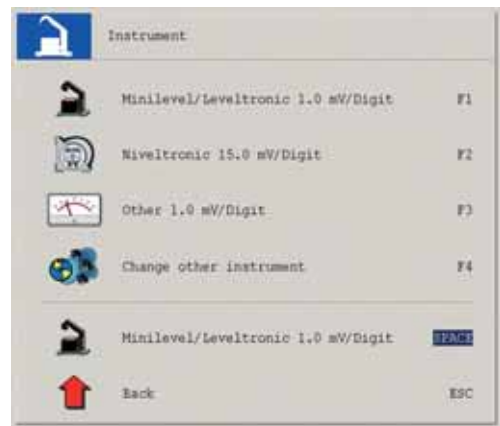 Instrument
Minilevel/Leveltronic 1.0 mV/Digit F1
Niveltronic 15.0 mV/Digit F2
Other 1.0 mV/Digit F3
Change other instrument F4
Minilevel/Leveltronic 1.0 mV/Digit SPACE
Back ESC